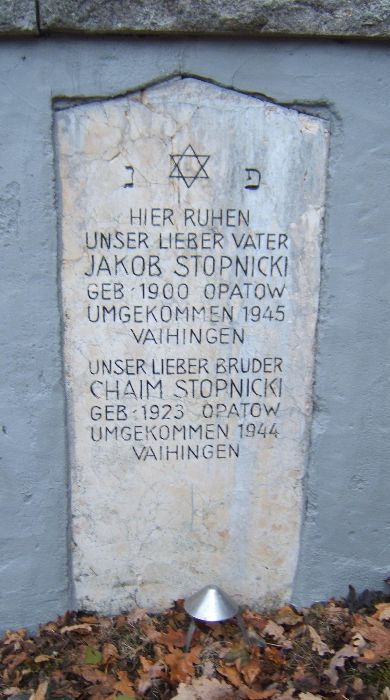 פ נ
HIER RUHEN
UNSER LIEBER VATER
JAKOB STOPNICKI
GEB. 1900 OPATOW
UMGEKOMMEN 1945
VAIHINGEN
UNSER LIEBER BRUDER
CHAIM STOPNICKI
GEB. 1923 OPATOW
UMGEKOMMEN 1944
VAIHINGEN